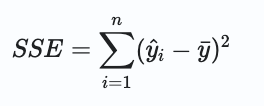 SSE = \sum_{i=1}^{n} (\hat{y}_i - \bar{y})^2